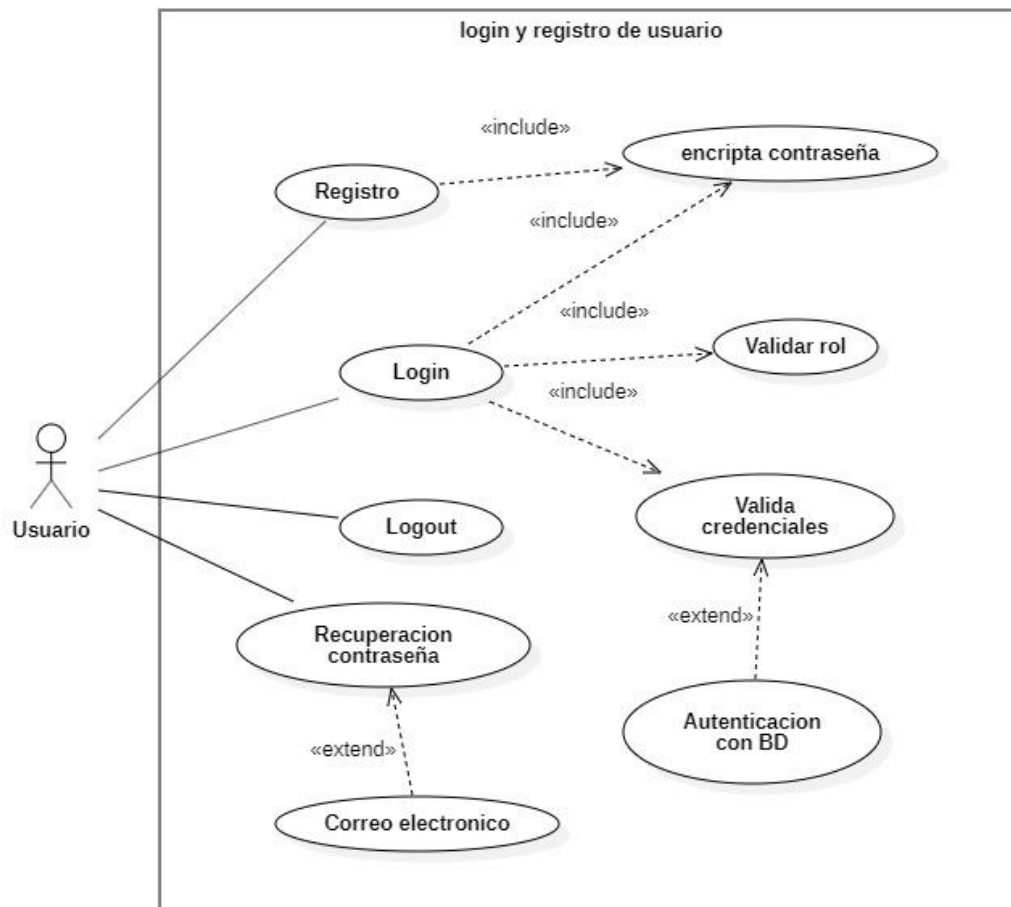 login y registro de usuario
«include»
encripta contraseña
Registro
«include»
«include»
Validar rol
Login
«include»
Valida
credenciales
Usuario
Logout
«extend»
Recuperacion
contraseña
Autenticacion
con BD
«extend»
Correo electronico